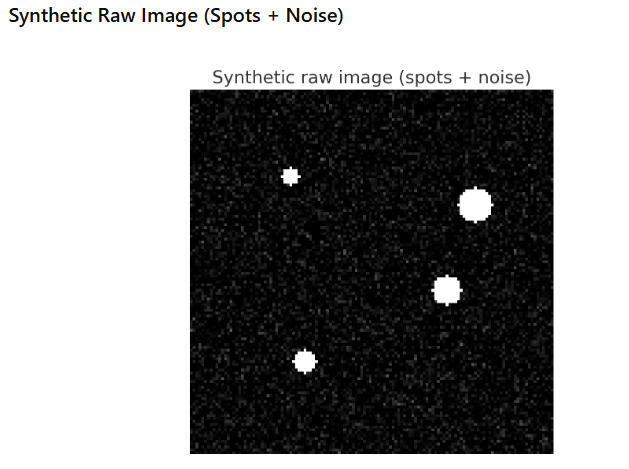 Synthetic Raw Image (Spots + Noise)
Synthetic raw image (spots + noise)